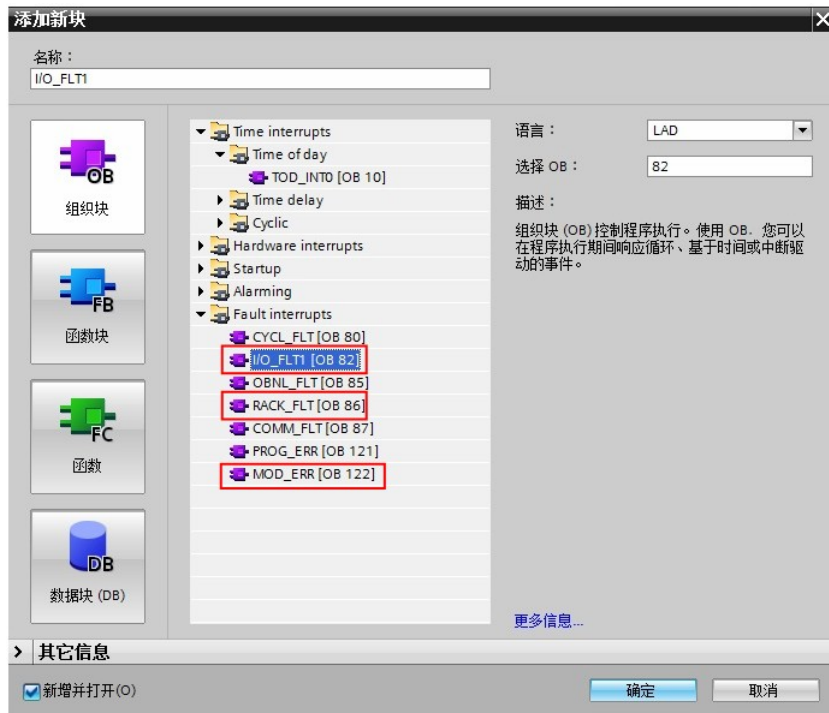 添加新块
名称：
I/O_FLT1
OB
组织块
FB
函数块
FC
函数
DB
数据块 (DB)
Time interrupts
Time of day
TOD_INT0 [OB 10]
Time delay
Cyclic
Hardware interrupts
Startup
Alarming
Fault interrupts
CYCL_FLT [OB 80]
I/O_FLT1 [OB 82]
OBNL_FLT [OB 85]
RACK_FLT [OB 86]
COMM_FLT [OB 87]
PROG_ERR [OB 121]
MOD_ERR [OB 122]
语言：
LAD
选择 OB：
82
描述：
组织块 (OB) 控制程序执行。使用 OB．您可以
在程序执行期间响应循环、基于时间或中断驱
动的事件。
更多信息...
其它信息
新增并打开(O)
确定
取消